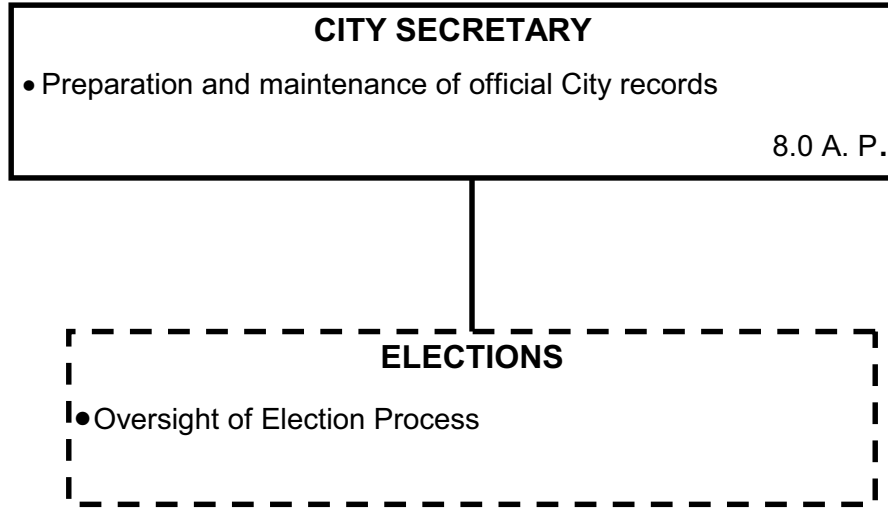 CITY SECRETARY
• Preparation and maintenance of official City records
8.0 A. P.
ELECTIONS
• Oversight of Election Process